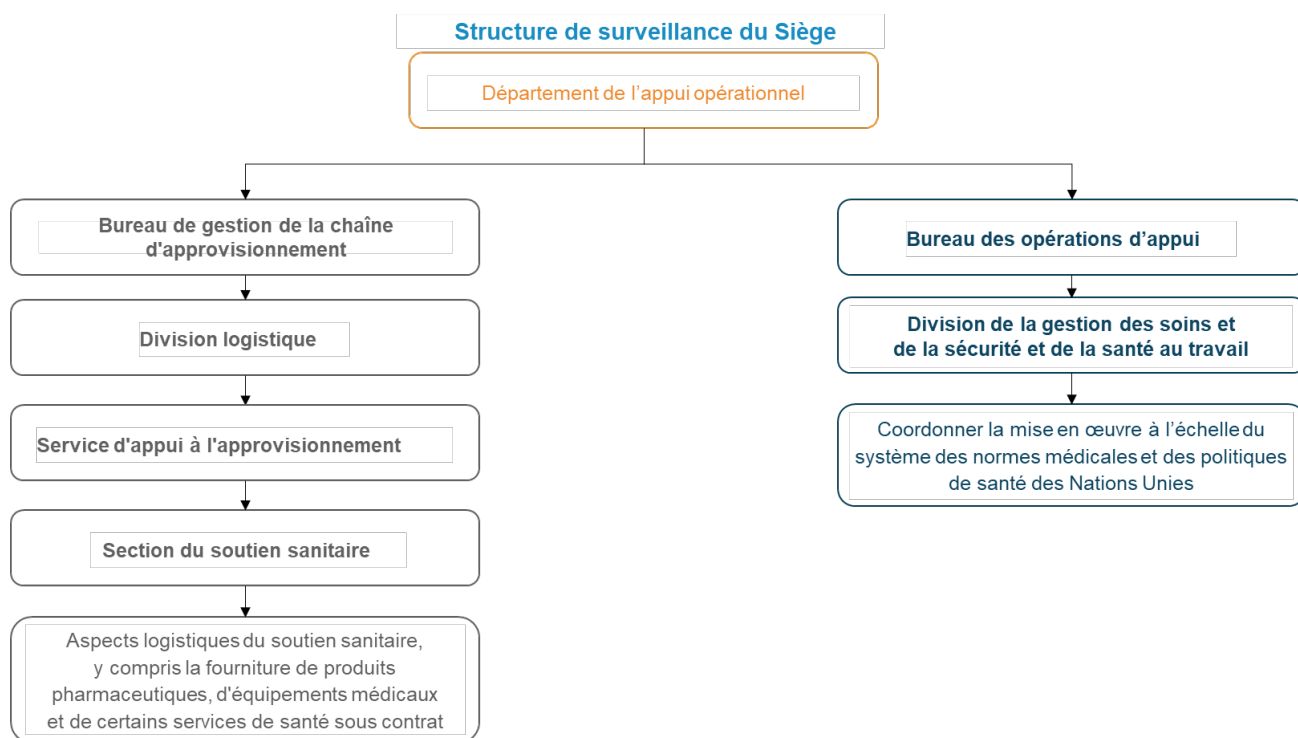 Structure de surveillance du Siège
Département de l’appui opérationnel
Bureau de gestion de la chaîne
d'approvisionnement
Division logistique
Service d'appui à l'approvisionnement
Section du soutien sanitaire
Aspects logistiques du soutien sanitaire,
y compris la fourniture de produits
pharmaceutiques, d'équipements médicaux
et de certains services de santé sous contrat
Bureau des opérations d’appui
Division de la gestion des soins et
de la sécurité et de la santé au travail
Coordonner la mise en œuvre à l’échelle du
système des normes médicales et des politiques
de santé des Nations Unies